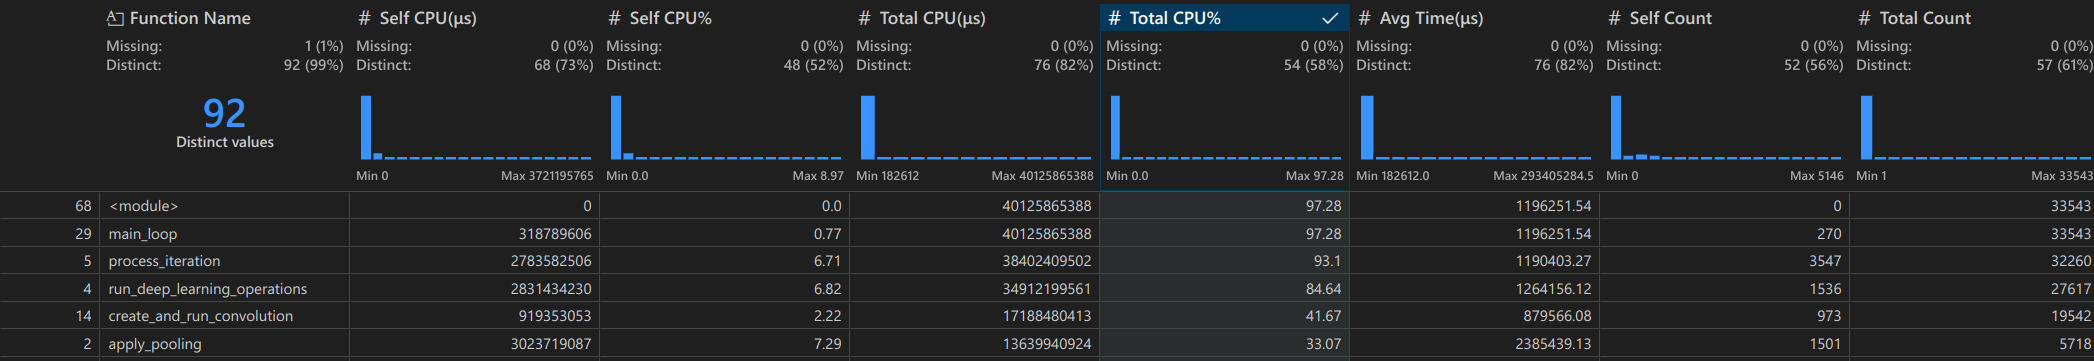 Function Name # Self CPU(µs) # Self CPU% # Total CPU(µs) # Total CPU% # Avg Time(µs) # Self Count # Total Count
Missing: 1 (1%) Missing: 0 (0%) Missing: 0 (0%) Missing: 0 (0%) Missing: 0 (0%) Missing: 0 (0%) Missing: 0 (0%) Missing: 0 (0%)
Distinct: 92 (99%) Distinct: 68 (73%) Distinct: 48 (52%) Distinct: 76 (82%) Distinct: 54 (58%) Distinct: 76 (82%) Distinct: 52 (56%) Distinct: 57 (61%)
92
Distinct values
Min 0 Max 3721195765 Min 0.0 Max 8.97 Min 182612 Max 40125865388 Min 0.0 Max 97.28 Min 182612.0 Max 293405284.5 Min 0 Max 5146 Min 1 Max 33543
68 <module> 0 0.0 40125865388 97.28 1196251.54 0 33543
29 main_loop 318789606 0.77 40125865388 97.28 1196251.54 270 33543
5 process_iteration 2783582506 6.71 38402409502 93.1 1190403.27 3547 32260
4 run_deep_learning_operations 2831434230 6.82 34912199561 84.64 1264156.12 1536 27617
14 create_and_run_convolution 919353053 2.22 17188480413 41.67 879566.08 973 19542
2 apply_pooling 3023719087 7.29 13639940924 33.07 2385439.13 1501 5718